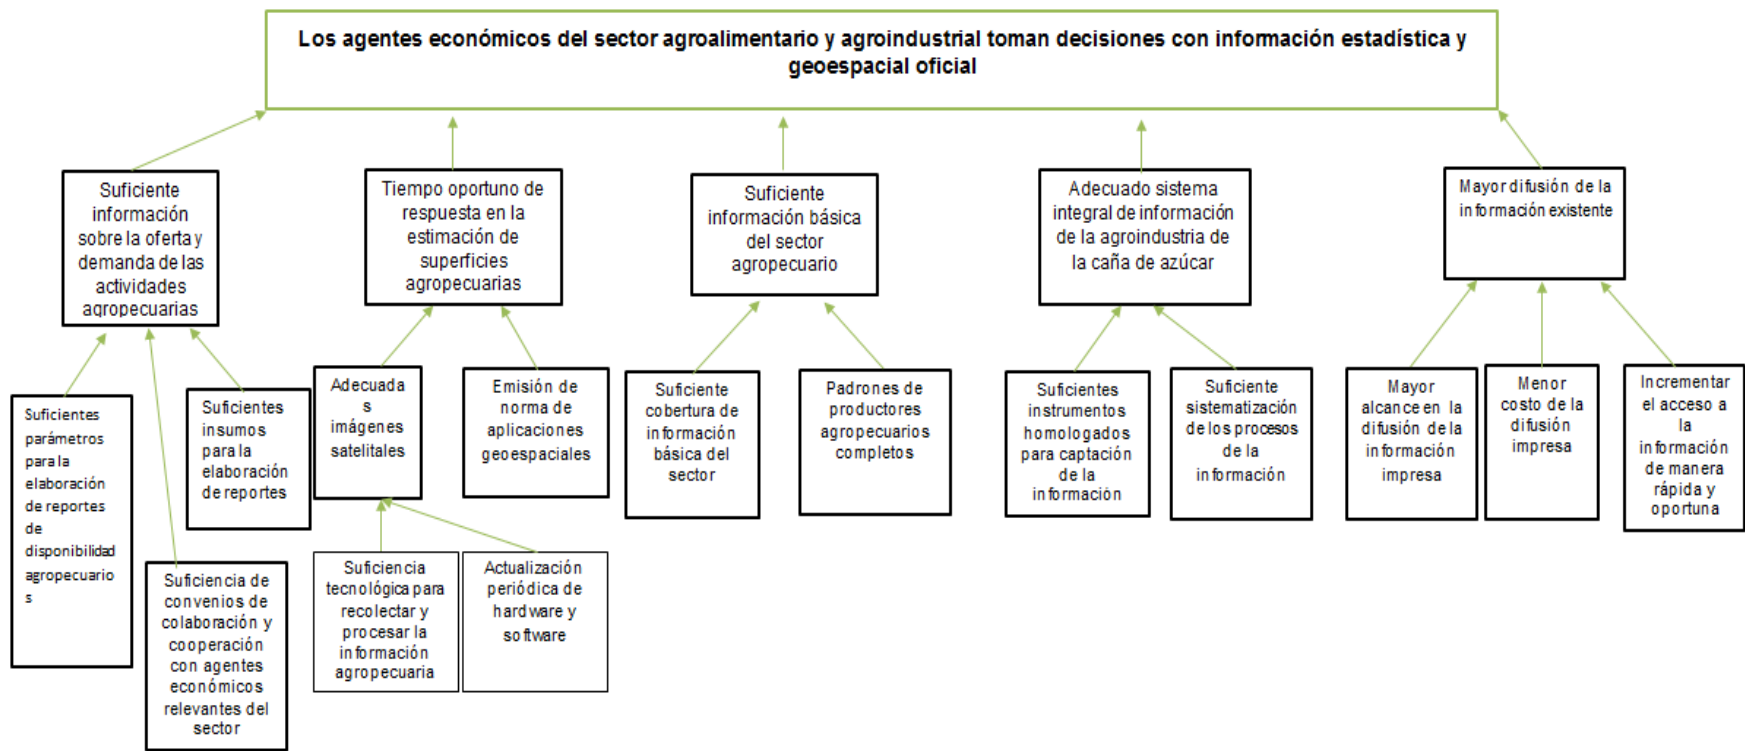 Los agentes económicos del sector agroalimentario y agroindustrial toman decisiones con información estadística y
geoespacial oficial
Suficiente
información
sobre la oferta y
demanda de las
actividades
agropecuarias
Tiempo oportuno de
respuesta en la
estimación de
superficies
agropecuarias
Suficiente
información básica
del sector
agropecuario
Adecuado sistema
integral de información
de la agroindustria de
la caña de azúcar
Mayor difusión de la
información existente
Suficientes
parámetros
para la
elaboración
de reportes
de
disponibilidad
agropecuario
s
Suficiencia de
convenios de
colaboración y
cooperación
con agentes
económicos
relevantes del
sector
Suficientes
insumos
para la
elaboración
de reportes
Adecuada
s
imágenes
satelitales
Emisión de
norma de
aplicaciones
geoespaciales
Suficiencia
tecnológica para
recolectar y
procesar la
información
agropecuaria
Actualización
periódica de
hardware y
software
Suficiente
cobertura de
información
básica del
sector
Padrones de
productores
agropecuarios
completos
Suficientes
instrumentos
homologados
para captación
de la
información
Suficiente
sistematización
de los procesos
de la
información
Mayor
alcance en la
difusión de la
información
impresa
Menor
costo de la
difusión
impresa
Incrementar
el acceso a
la
información
de manera
rápida y
oportuna